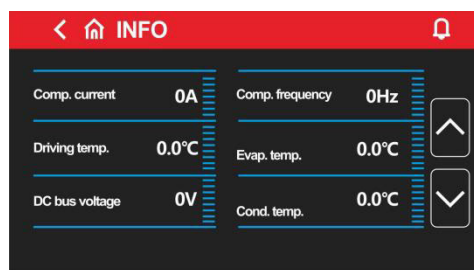 INFO
Comp. current 0A Comp. frequency 0Hz
Driving temp. 0.0℃ Evap. temp. 0.0℃
DC bus voltage 0V Cond. temp. 0.0℃